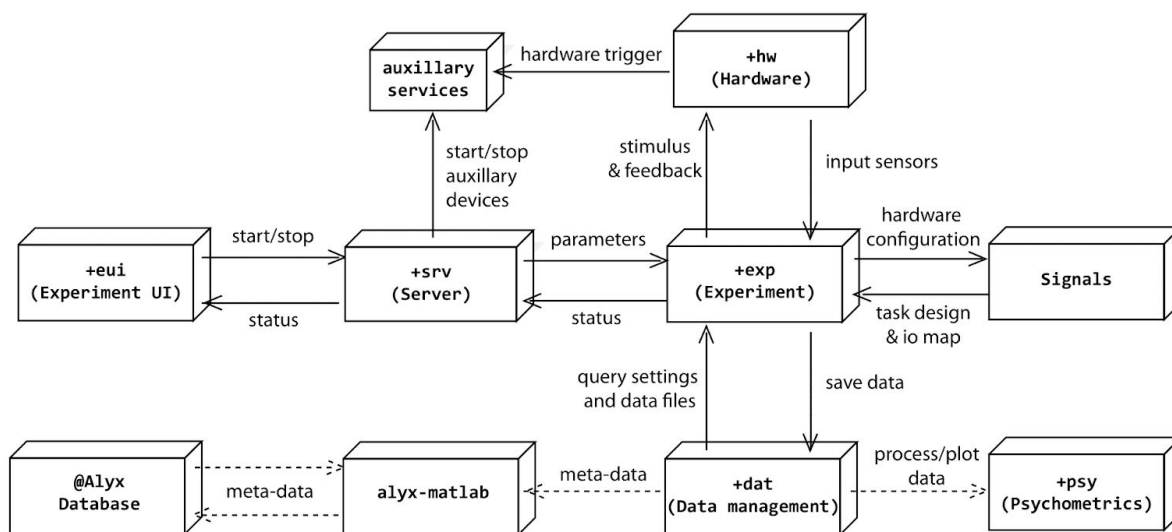 auxillary
services
hardware trigger
+hw
(Hardware)
start/stop
auxillary
devices
stimulus
& feedback
input sensors
+eui
(Experiment UI)
start/stop
status
+srv
(Server)
parameters
status
+exp
(Experiment)
hardware
configuration
task design
& io map
Signals
query settings
and data files
save data
@Alyx
Database
meta-data
alyx-matlab
meta-data
+dat
(Data management)
process/plot
data
+psy
(Psychometrics)